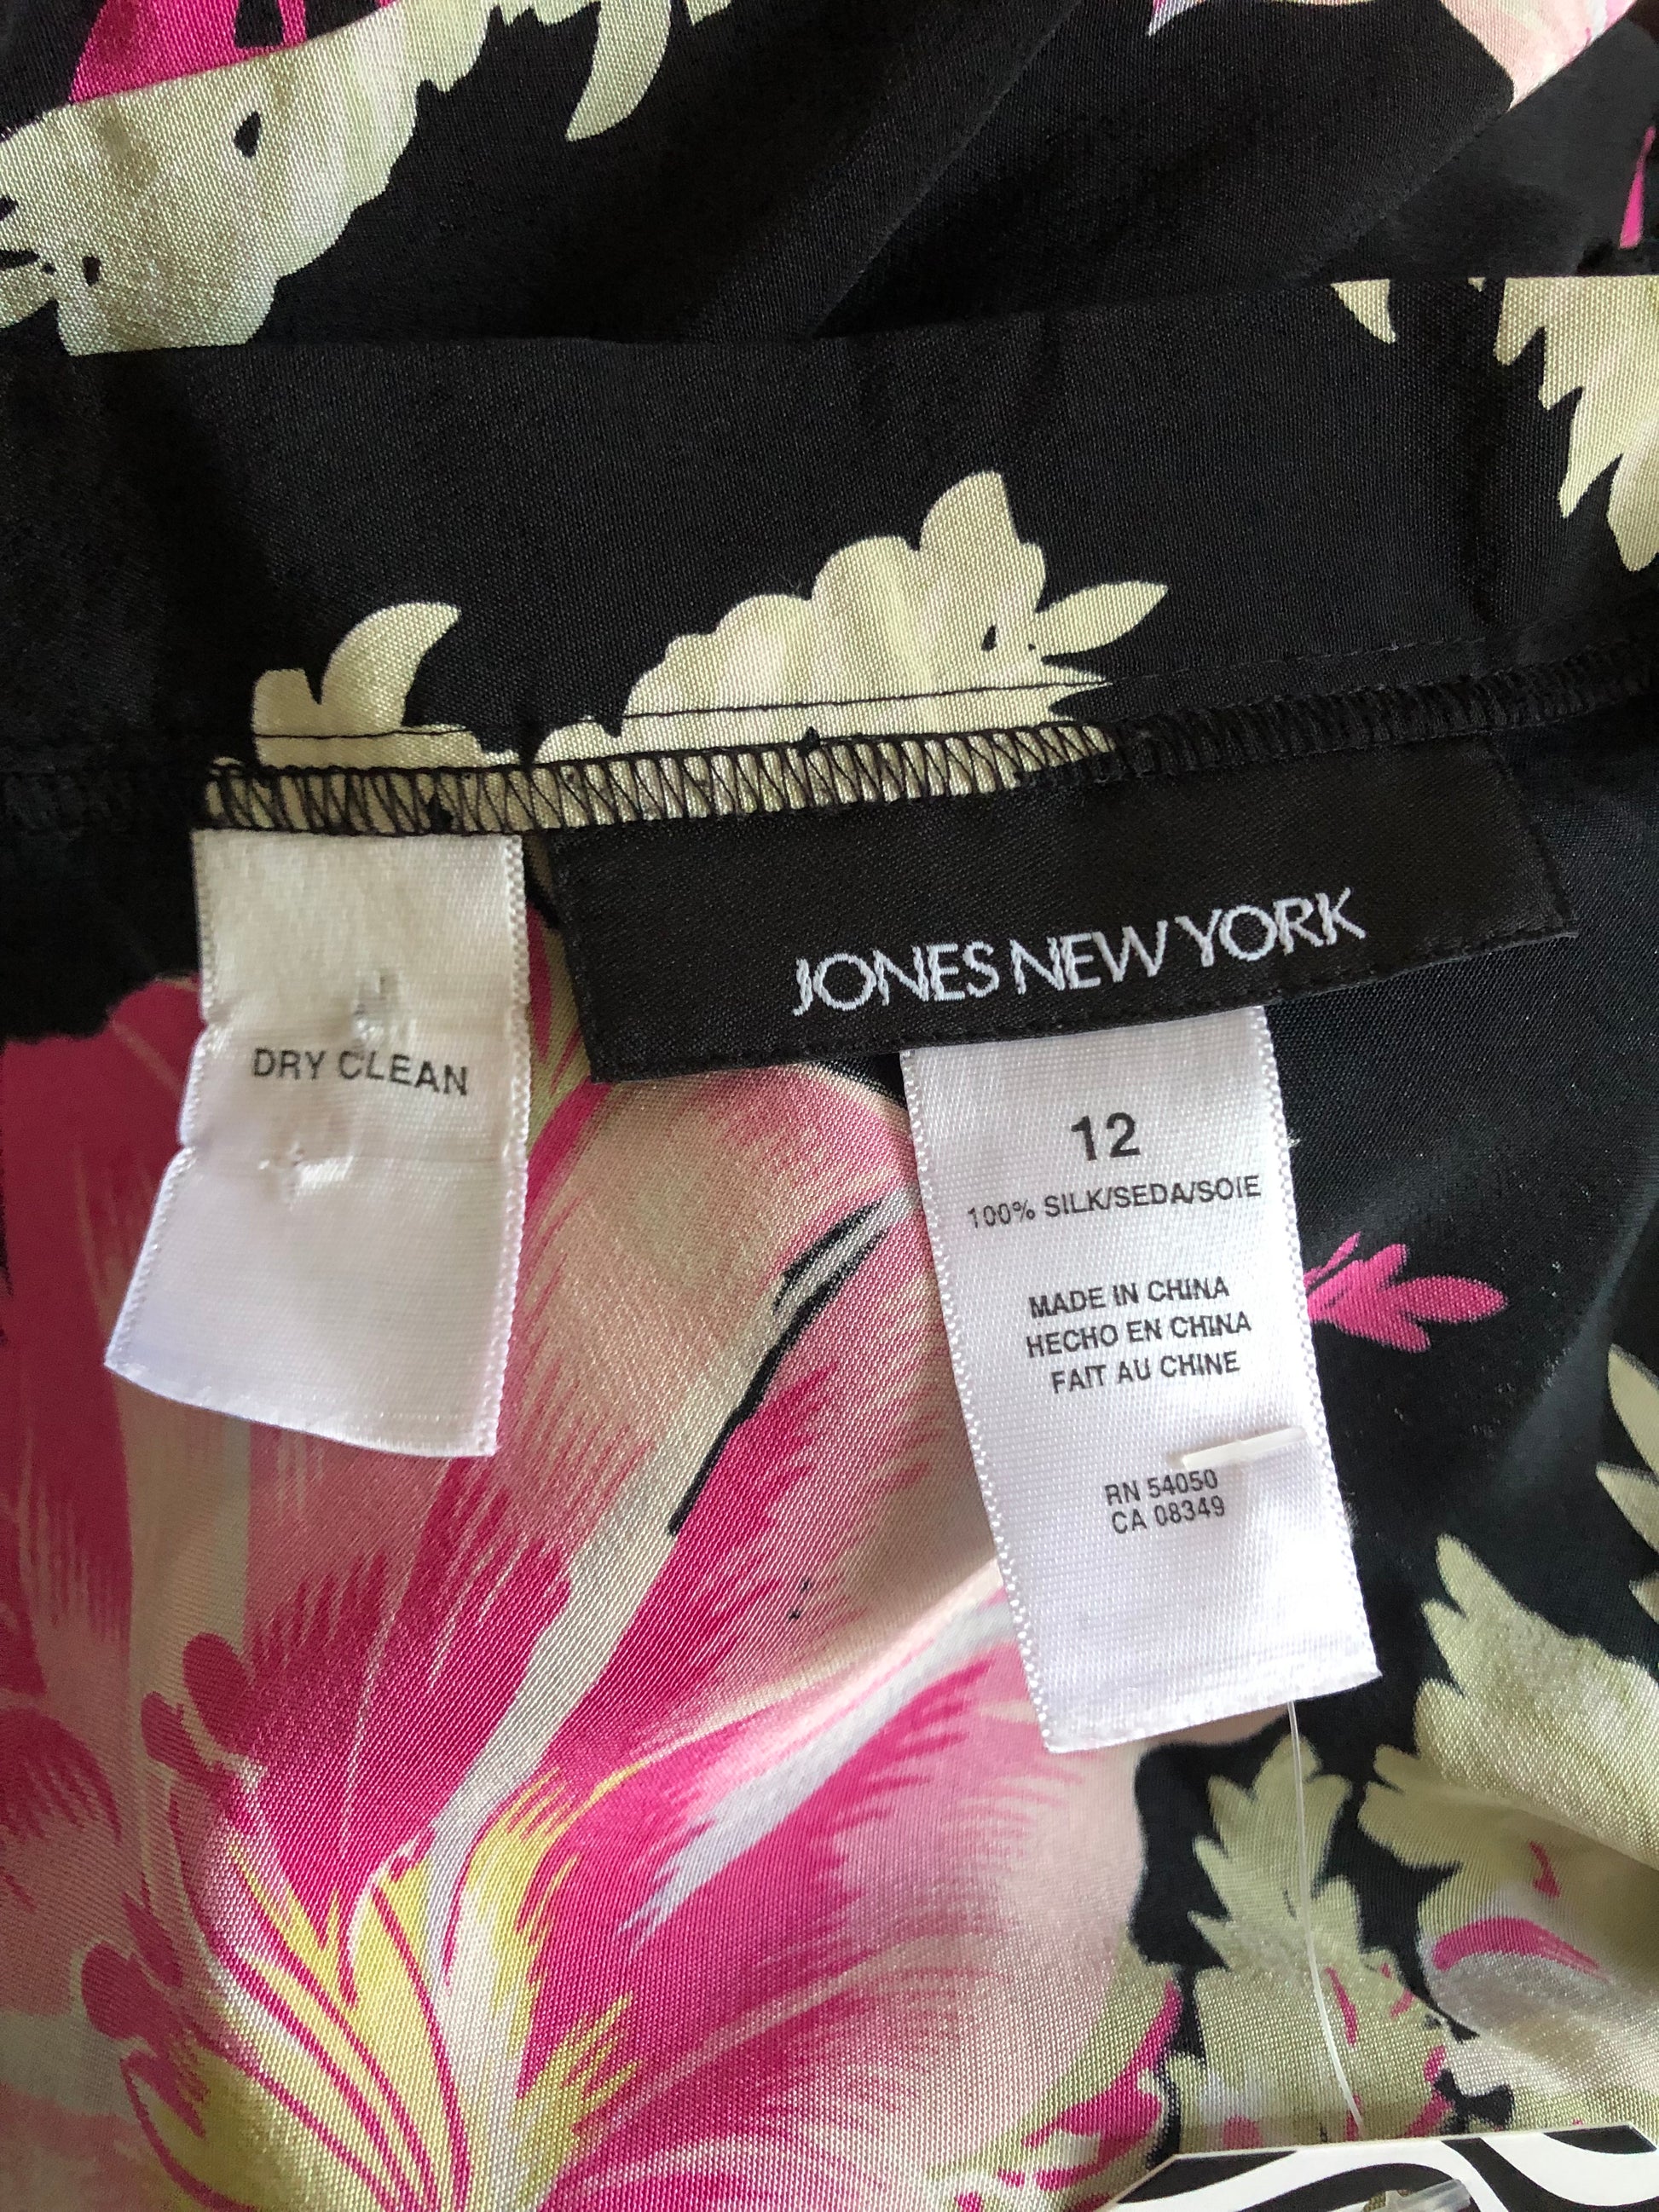 JONES NEW YORK
DRY CLEAN
12
100% SILK/SEDA/SOIE
MADE IN CHINA
HECHO EN CHINA
FAIT AU CHINE
RN 54050
CA 08349